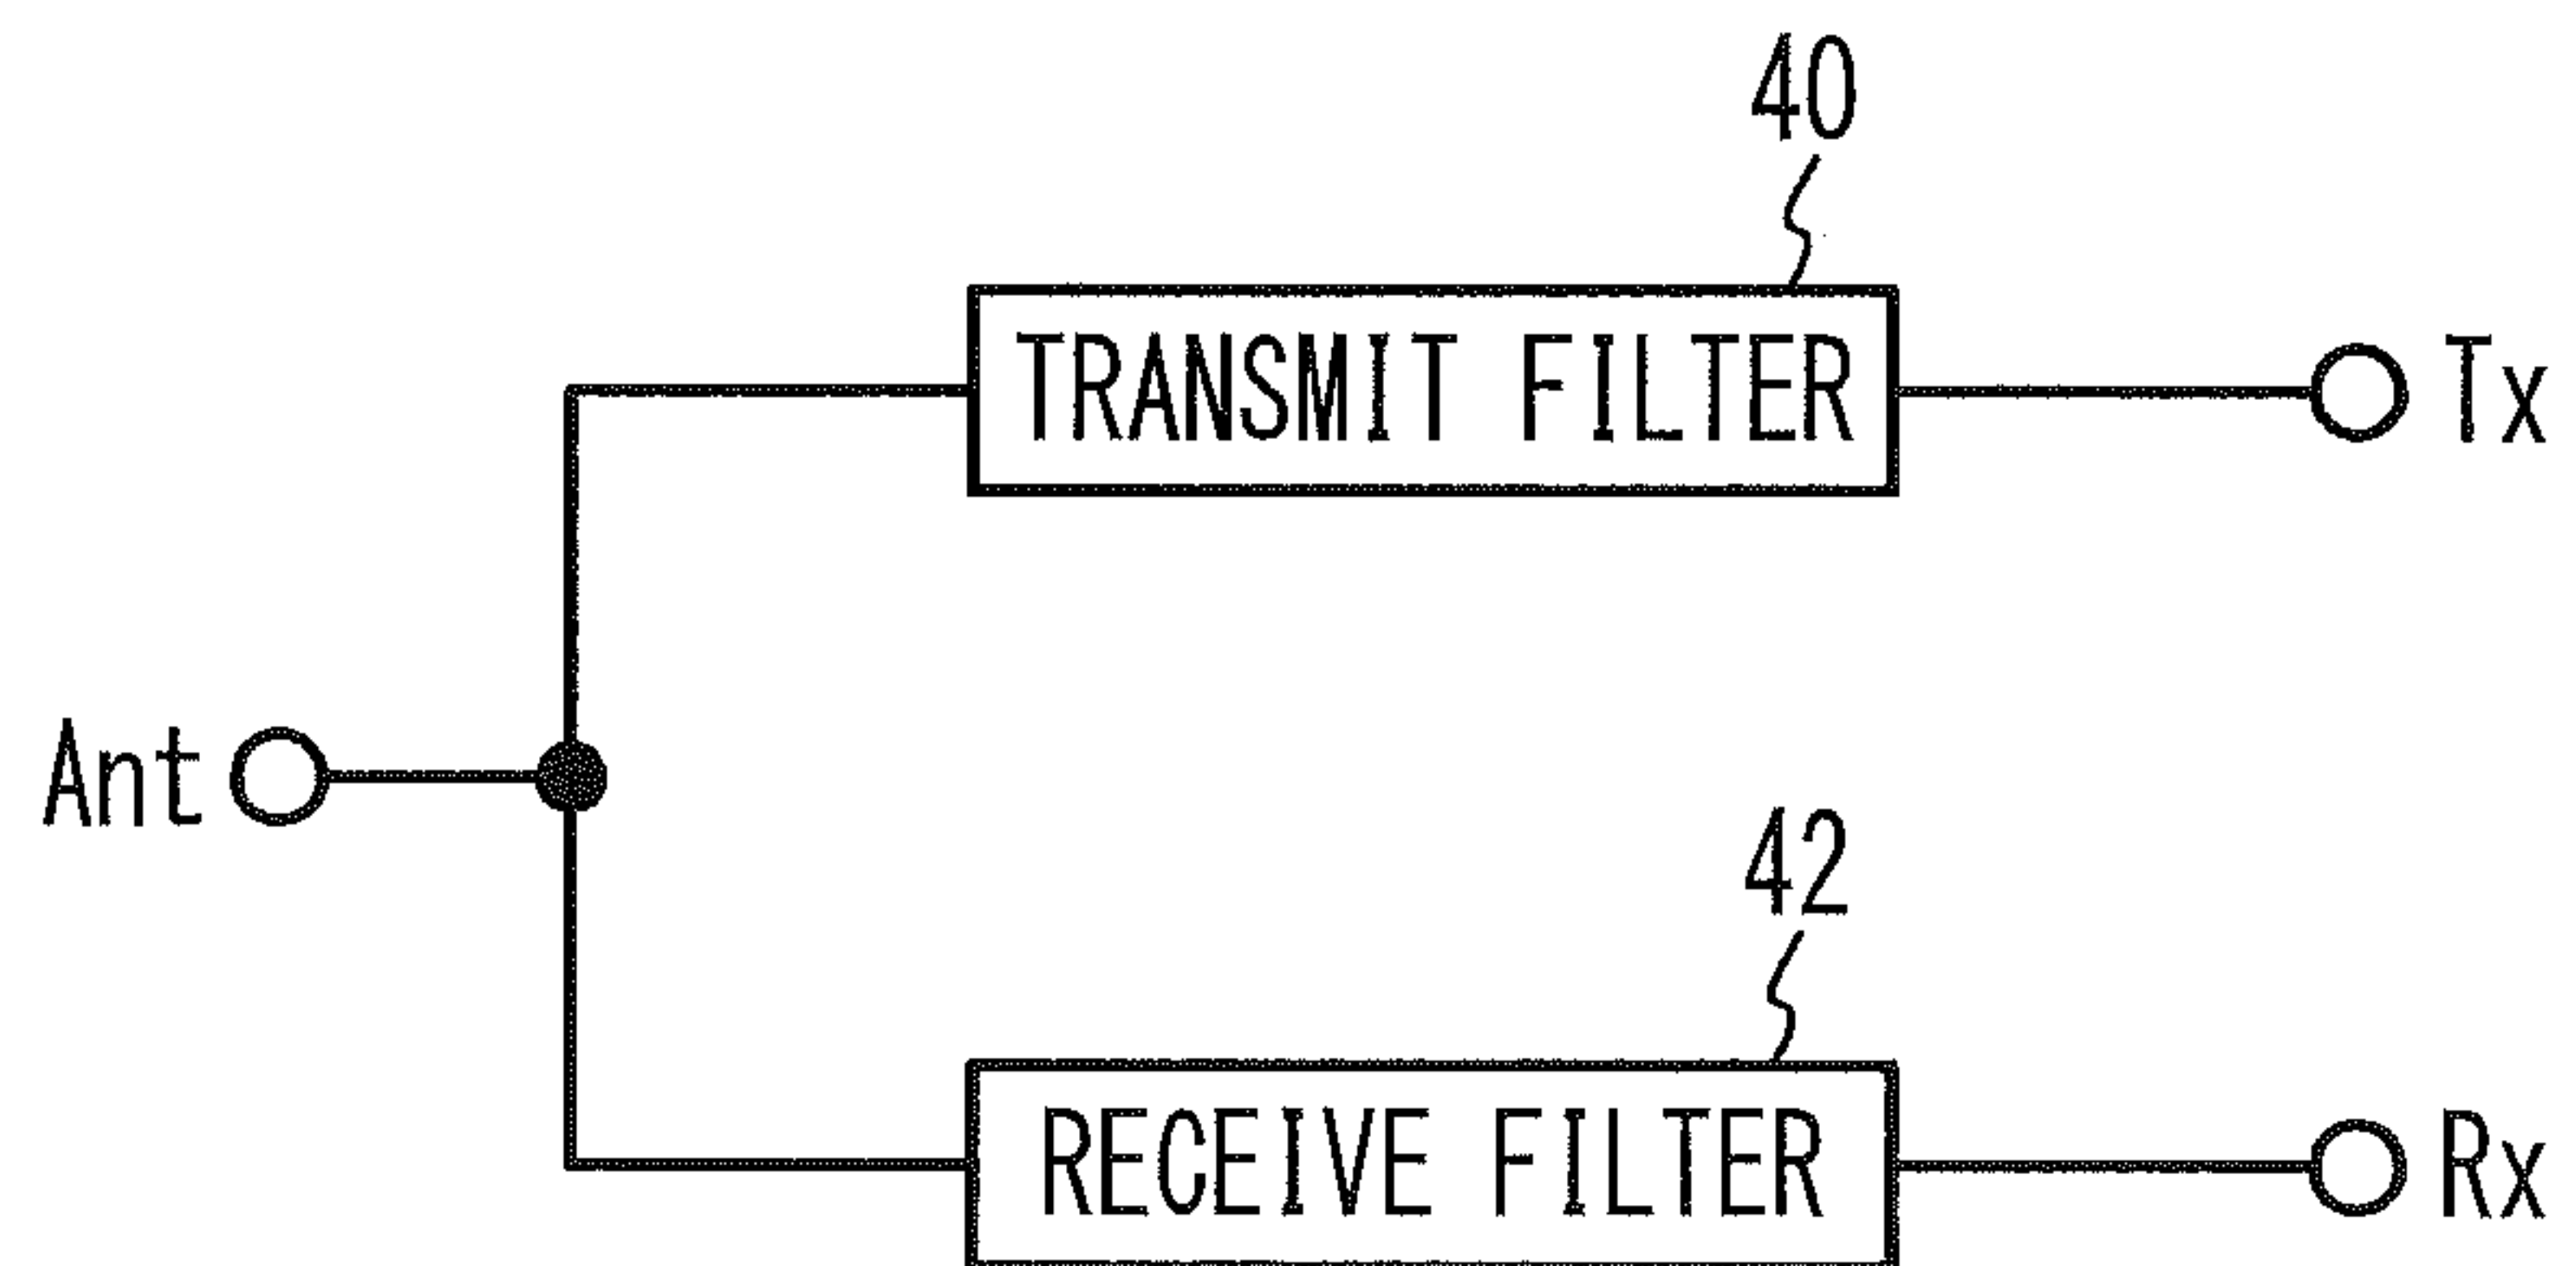 40
TRANSMIT FILTER
Tx
Ant
42
RECEIVE FILTER
Rx